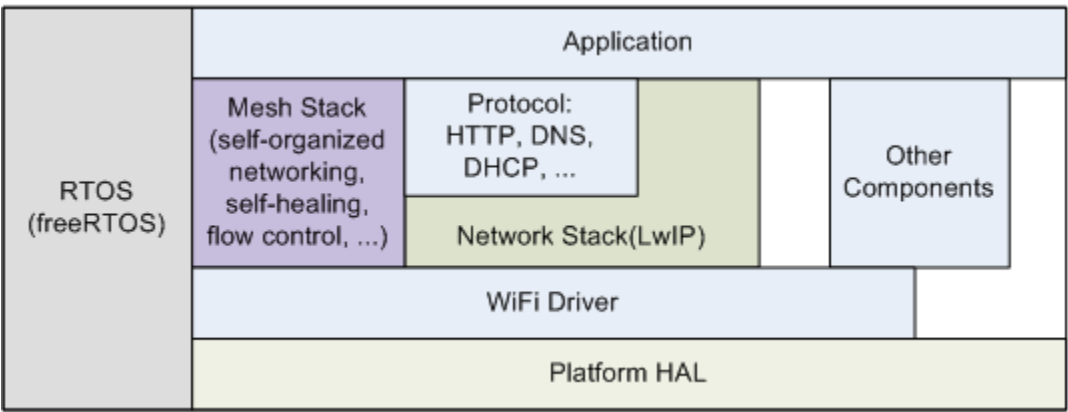 Application
RTOS
(freeRTOS)
Mesh Stack
(self-organized
networking,
self-healing,
flow control, ...)
Protocol:
HTTP, DNS,
DHCP, ...
Network Stack(LwIP)
Other
Components
WiFi Driver
Platform HAL